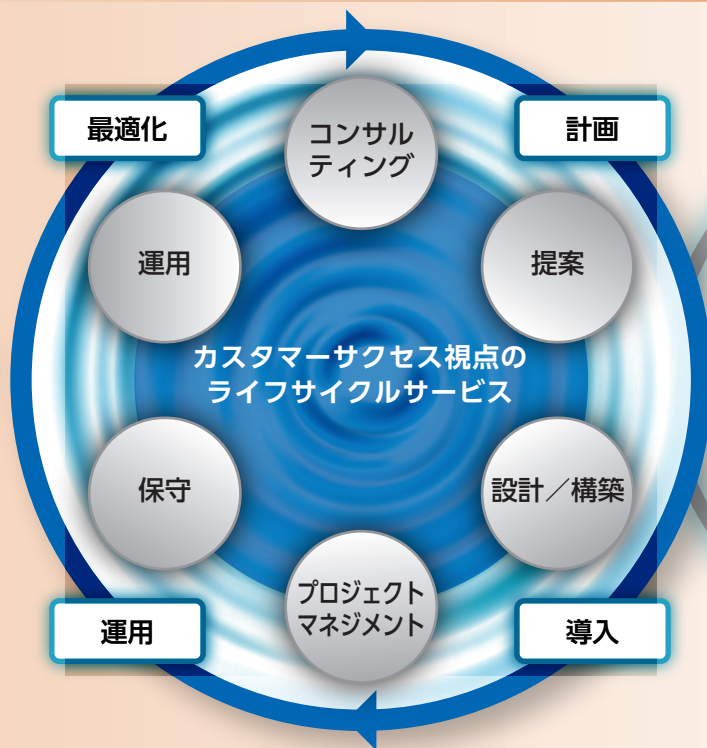 最適化
コンサル
ティング
計画
運用
提案
カスタマーサクセス視点の
ライフサイクルサービス
保守
設計／構築
プロジェクト
マネジメント
運用
導入